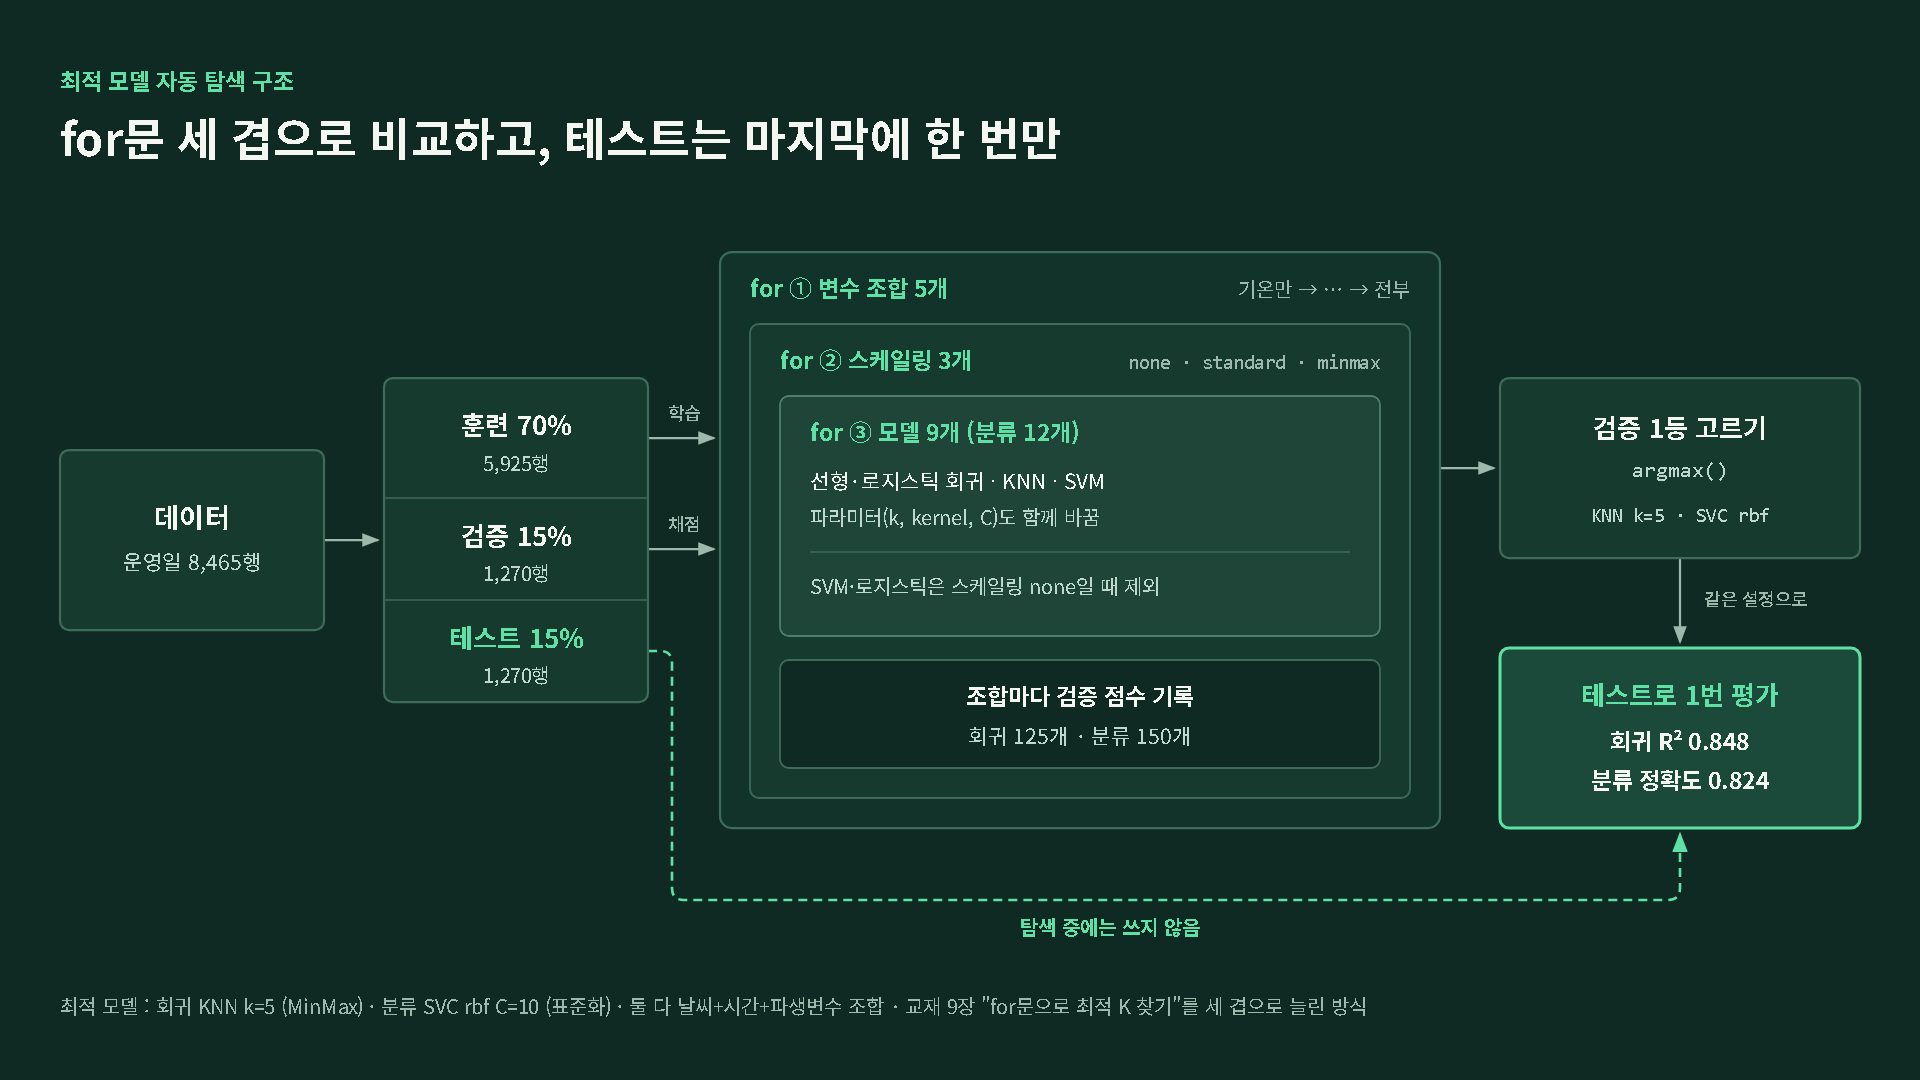 최적 모델 자동 탐색 구조
for문 세 겹으로 비교하고, 테스트는 마지막에 한 번만
데이터
운영일 8,465행
훈련 70%
5,925행
검증 15%
1,270행
테스트 15%
1,270행
학습
채점
for ① 변수 조합 5개
기온만 → ⋯ → 전부
for ② 스케일링 3개
none · standard · minmax
for ③ 모델 9개 (분류 12개)
선형·로지스틱 회귀 · KNN · SVM
파라미터(k, kernel, C)도 함께 바꿈
SVM·로지스틱은 스케일링 none일 때 제외
조합마다 검증 점수 기록
회귀 125개 · 분류 150개
검증 1등 고르기
argmax()
KNN k=5 · SVC rbf
같은 설정으로
테스트로 1번 평가
회귀 R² 0.848
분류 정확도 0.824
탐색 중에는 쓰지 않음
최적 모델 : 회귀 KNN k=5 (MinMax) · 분류 SVC rbf C=10 (표준화) · 둘 다 날씨+시간+파생변수 조합 · 교재 9장 "for문으로 최적 K 찾기"를 세 겹으로 늘린 방식